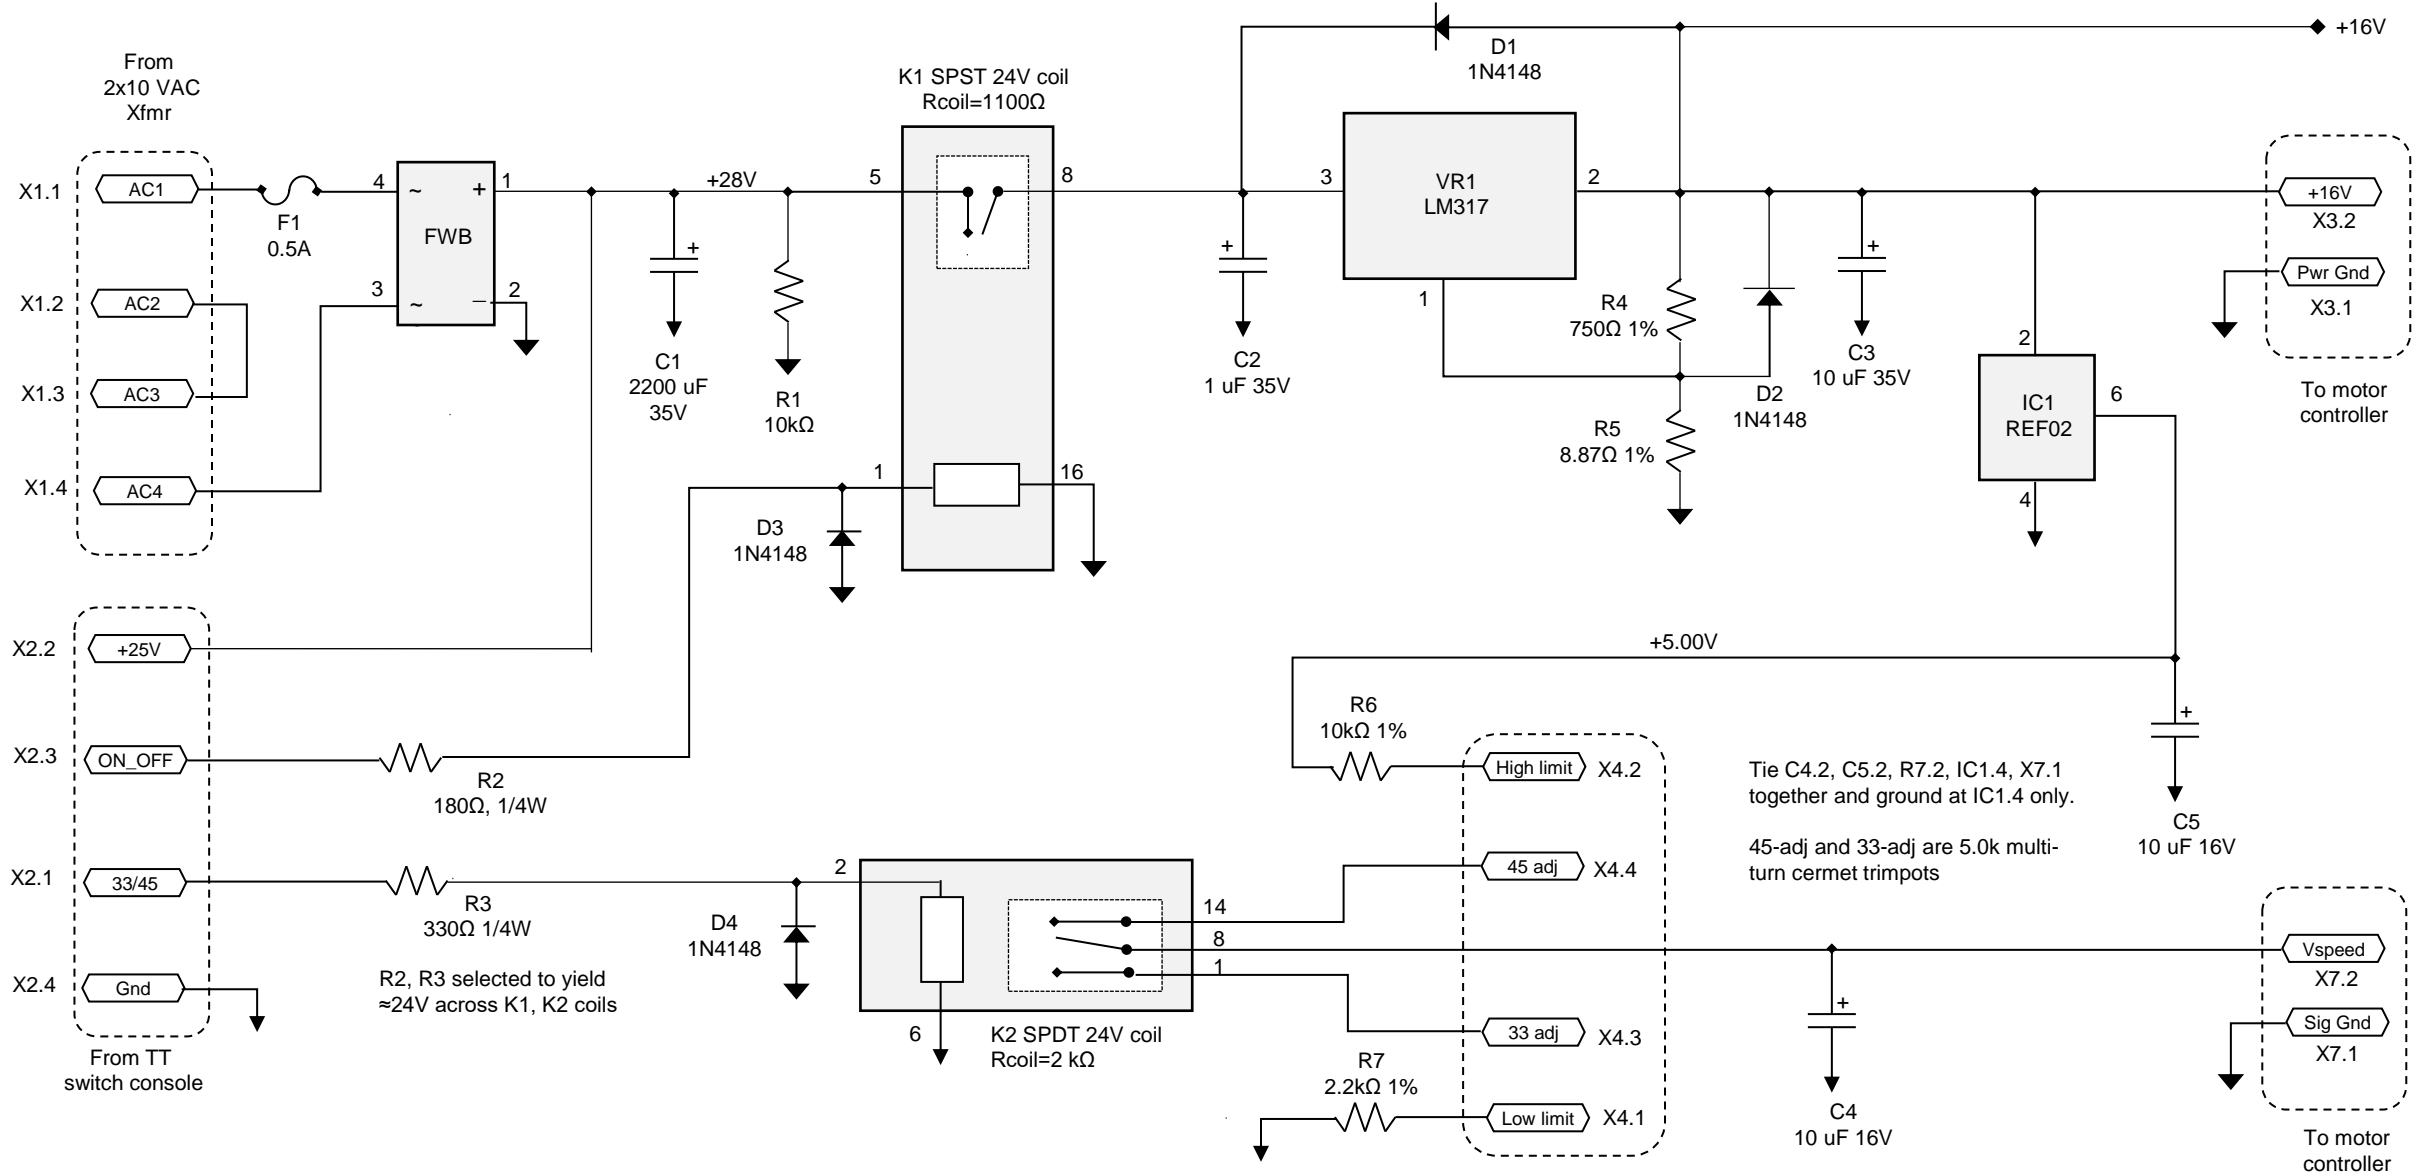 +16V
D1
1N4148
From
2x10 VAC
Xfmr
K1 SPST 24V coil
Rcoil=1100Ω
X1.1
AC1
F1
0.5A
4
~
+
1
FWB
3
~
–
2
+28V
5
8
3
VR1
LM317
2
1
+16V
X3.2
Pwr Gnd
X3.1
To motor
controller
X1.2
AC2
X1.3
AC3
X1.4
AC4
+
C1
2200 uF
35V
R1
10kΩ
+
C2
1 uF 35V
R4
750Ω 1%
R5
8.87Ω 1%
D2
1N4148
+
C3
10 uF 35V
2
IC1
REF02
6
4
1
16
D3
1N4148
X2.2
+25V
X2.3
ON_OFF
R2
180Ω, 1/4W
X2.1
33/45
R3
330Ω 1/4W
X2.4
Gnd
R2, R3 selected to yield
≈24V across K1, K2 coils
From TT
switch console
D4
1N4148
2
6
14
8
1
K2 SPDT 24V coil
Rcoil=2 kΩ
+5.00V
R6
10kΩ 1%
High limit
X4.2
45 adj
X4.4
33 adj
X4.3
R7
2.2kΩ 1%
Low limit
X4.1
Tie C4.2, C5.2, R7.2, IC1.4, X7.1
together and ground at IC1.4 only.
45-adj and 33-adj are 5.0k multi-
turn cermet trimpots
+
C5
10 uF 16V
+
C4
10 uF 16V
Vspeed
X7.2
Sig Gnd
X7.1
To motor
controller